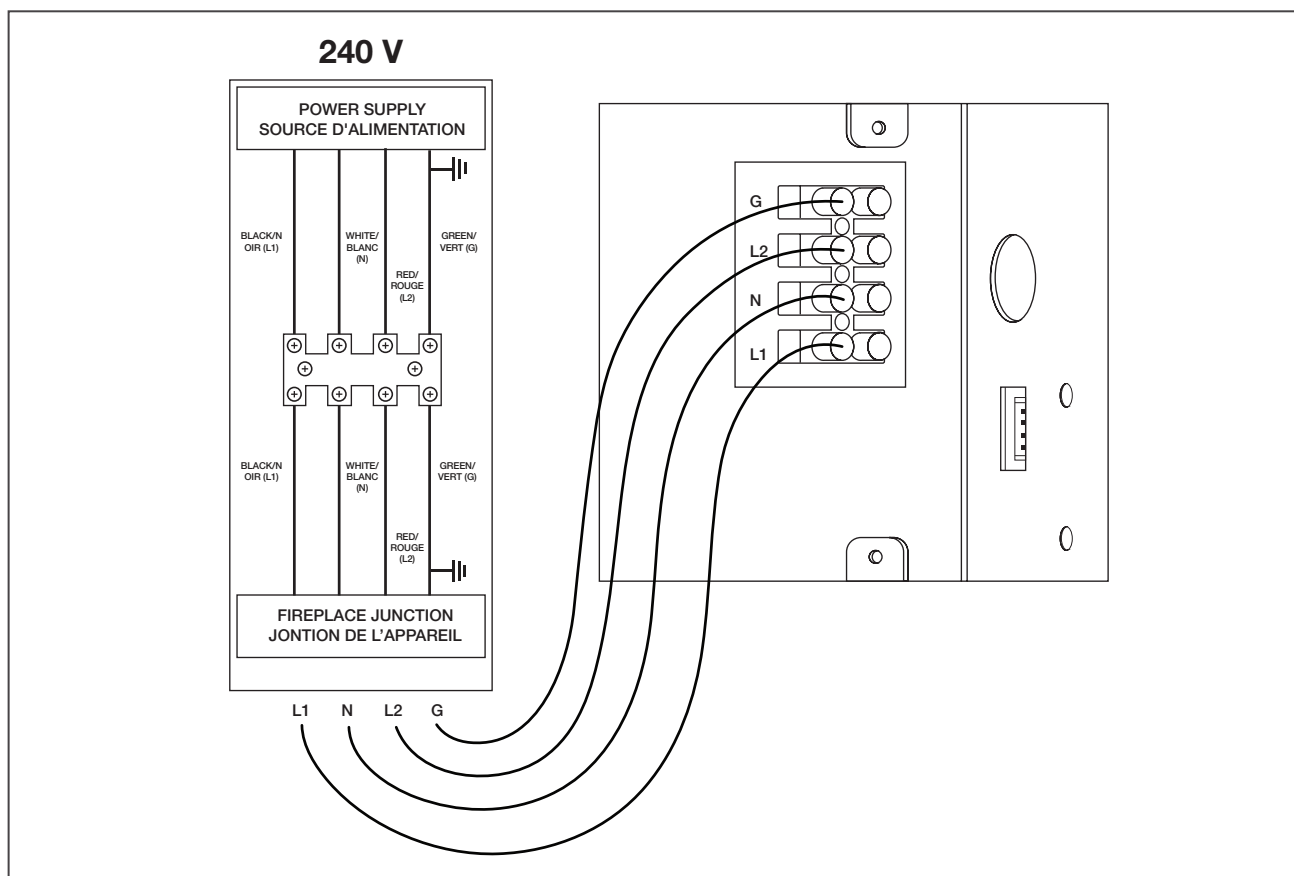 240 V
POWER SUPPLY
SOURCE D'ALIMENTATION
BLACK/N
OIR (L1)
WHITE/
BLANC
(N)
RED/
ROUGE
(L2)
GREEN/
VERT (G)
BLACK/N
OIR (L1)
WHITE/
BLANC
(N)
RED/
ROUGE
(L2)
GREEN/
VERT (G)
FIREPLACE JUNCTION
JONTION DE L'APPAREIL
L1 N L2 G
G
L2
N
L1